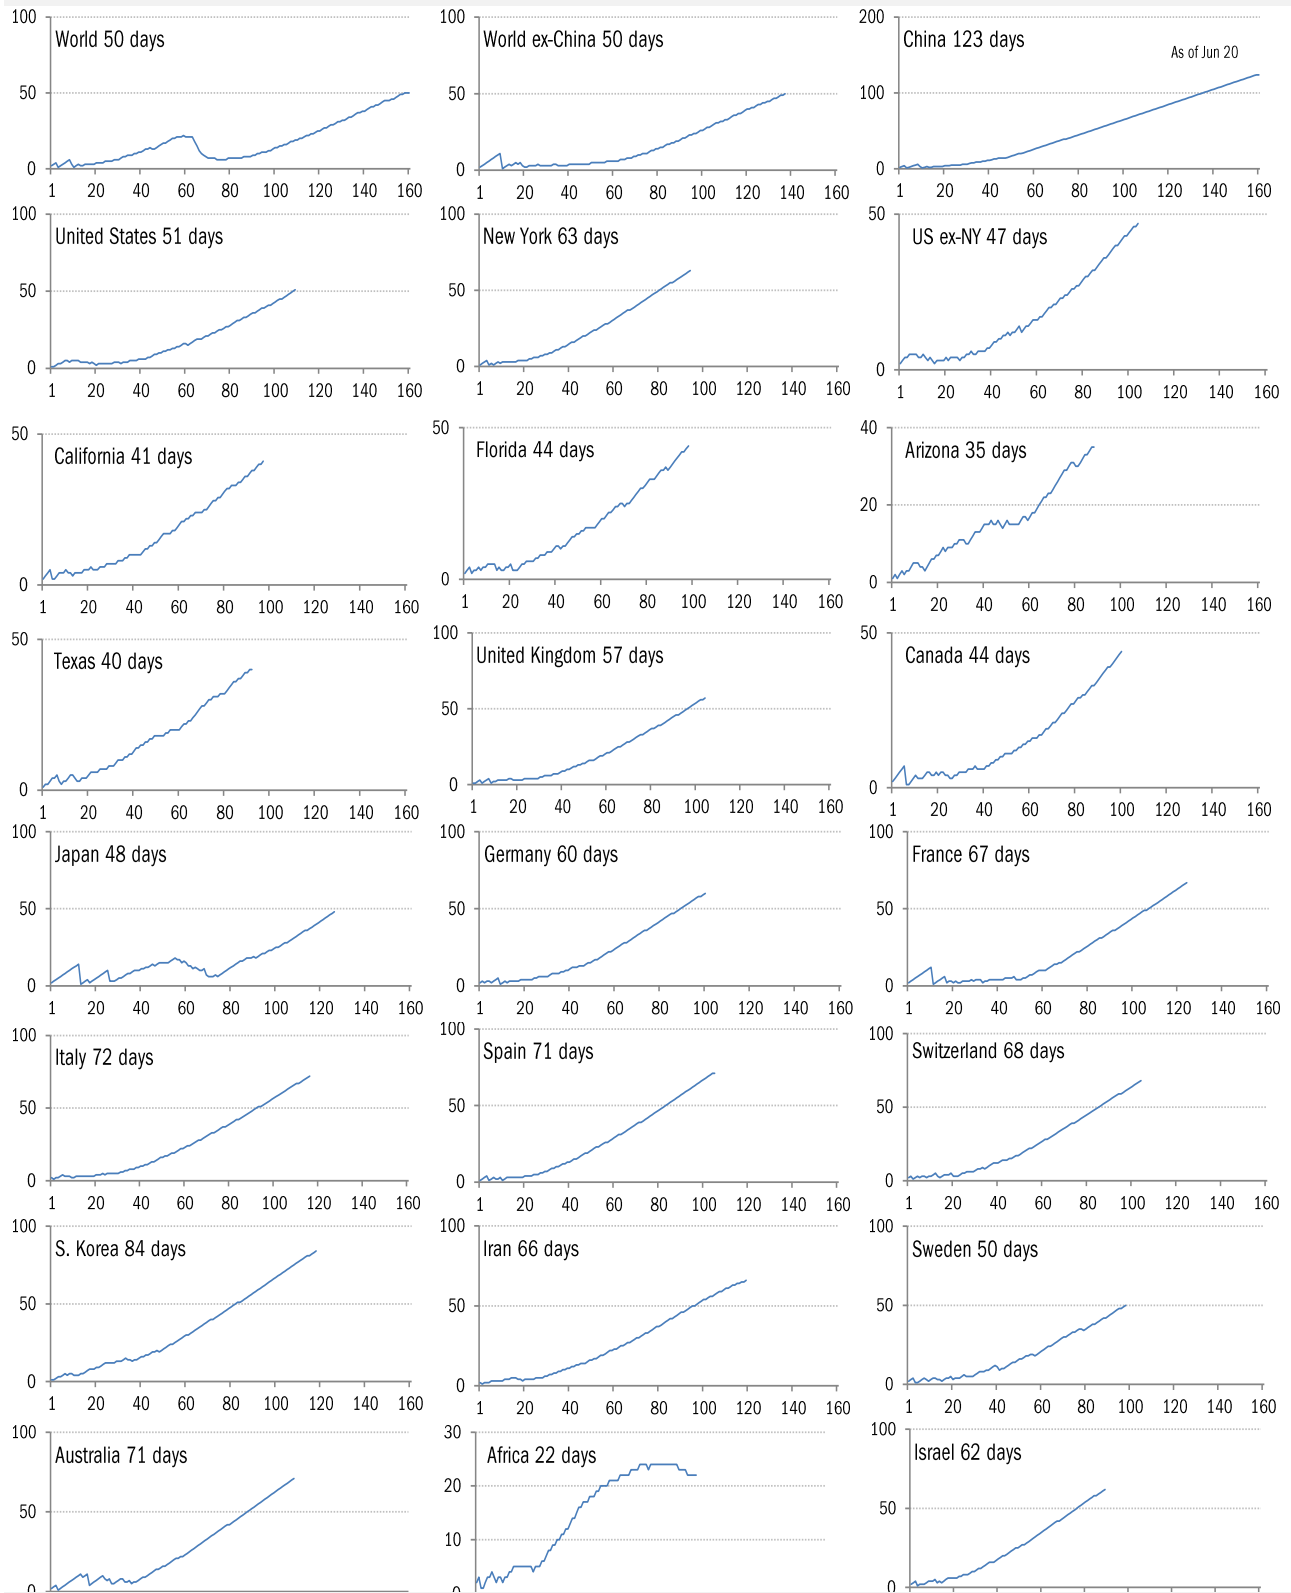 World 50 days
100
50
0
1 20 40 60 80 100 120 140 160
World ex-China 50 days
100
50
0
1 20 40 60 80 100 120 140 160
China 123 days
As of Jun 20
200
100
0
1 20 40 60 80 100 120 140 160
United States 51 days
100
50
0
1 20 40 60 80 100 120 140 160
New York 63 days
100
50
0
1 20 40 60 80 100 120 140 160
US ex-NY 47 days
50
0
1 20 40 60 80 100 120 140 160
California 41 days
50
0
1 20 40 60 80 100 120 140 160
Florida 44 days
50
0
1 20 40 60 80 100 120 140 160
Arizona 35 days
40
20
0
1 20 40 60 80 100 120 140 160
Texas 40 days
50
0
1 20 40 60 80 100 120 140 160
United Kingdom 57 days
100
50
0
1 20 40 60 80 100 120 140 160
Canada 44 days
50
0
1 20 40 60 80 100 120 140 160
Japan 48 days
100
50
0
1 20 40 60 80 100 120 140 160
Germany 60 days
100
50
0
1 20 40 60 80 100 120 140 160
France 67 days
100
50
0
1 20 40 60 80 100 120 140 160
Italy 72 days
100
50
0
1 20 40 60 80 100 120 140 160
Spain 71 days
100
50
0
1 20 40 60 80 100 120 140 160
Switzerland 68 days
100
50
0
1 20 40 60 80 100 120 140 160
S. Korea 84 days
100
50
0
1 20 40 60 80 100 120 140 160
Iran 66 days
100
50
0
1 20 40 60 80 100 120 140 160
Sweden 50 days
100
50
0
1 20 40 60 80 100 120 140 160
Australia 71 days
100
50
0
Africa 22 days
30
20
10
0
Israel 62 days
100
50
0